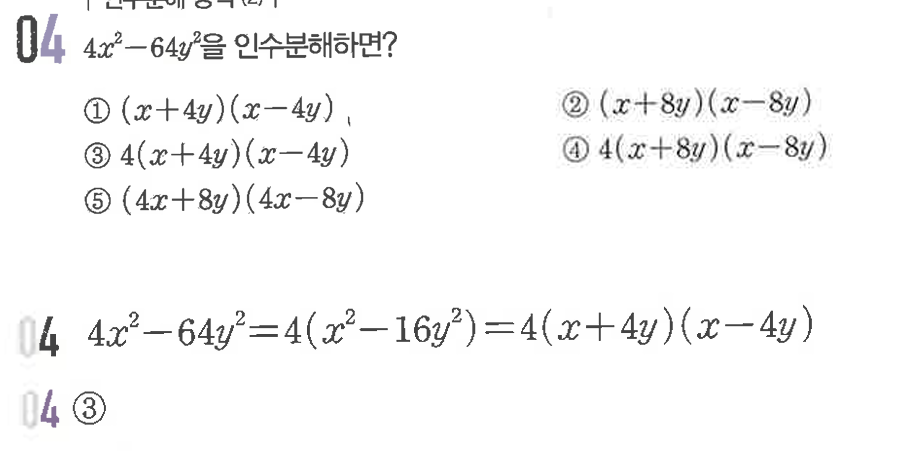 04 4x²−64y²을 인수분해하면?
① (x+4y)(x−4y)
② (x+8y)(x−8y)
③ 4(x+4y)(x−4y)
④ 4(x+8y)(x−8y)
⑤ (4x+8y)(4x−8y)
04 4x²−64y²=4(x²−16y²)=4(x+4y)(x−4y)
04 ③